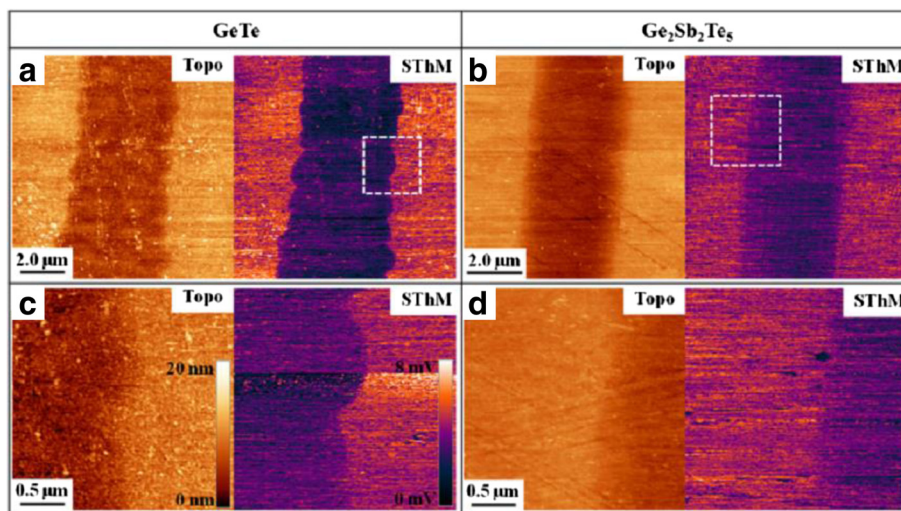 GeTe
Ge₂Sb₂Te₅
a
Topo
SThM
2.0 µm
b
Topo
SThM
2.0 µm
c
Topo
20 nm
0 nm
0.5 µm
SThM
8 mV
0 mV
d
Topo
SThM
0.5 µm